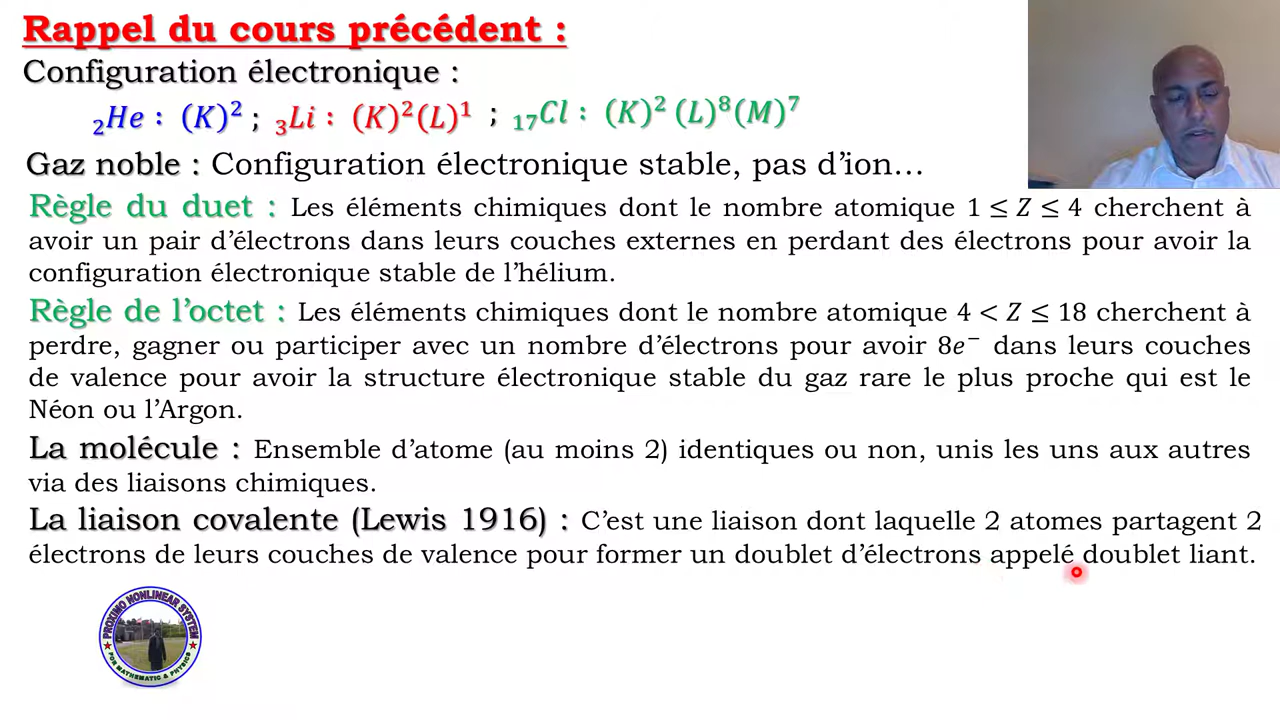 Rappel du cours précédent :
Configuration électronique :
₂He : (K)² ; ₃Li : (K)²(L)¹ ; ₁₇Cl : (K)² (L)⁸(M)⁷
Gaz noble : Configuration électronique stable, pas d’ion…
Règle du duet : Les éléments chimiques dont le nombre atomique 1 ≤ Z ≤ 4 cherchent à
avoir un pair d’électrons dans leurs couches externes en perdant des électrons pour avoir la
configuration électronique stable de l’hélium.
Règle de l’octet : Les éléments chimiques dont le nombre atomique 4 < Z ≤ 18 cherchent à
perdre, gagner ou participer avec un nombre d’électrons pour avoir 8e⁻ dans leurs couches
de valence pour avoir la structure électronique stable du gaz rare le plus proche qui est le
Néon ou l’Argon.
La molécule : Ensemble d’atome (au moins 2) identiques ou non, unis les uns aux autres
via des liaisons chimiques.
La liaison covalente (Lewis 1916) : C’est une liaison dont laquelle 2 atomes partagent 2
électrons de leurs couches de valence pour former un doublet d’électrons appelé doublet liant.
PROXIMO NONLINEAR SYSTEM
FOR MATHEMATIC & PHYSICS